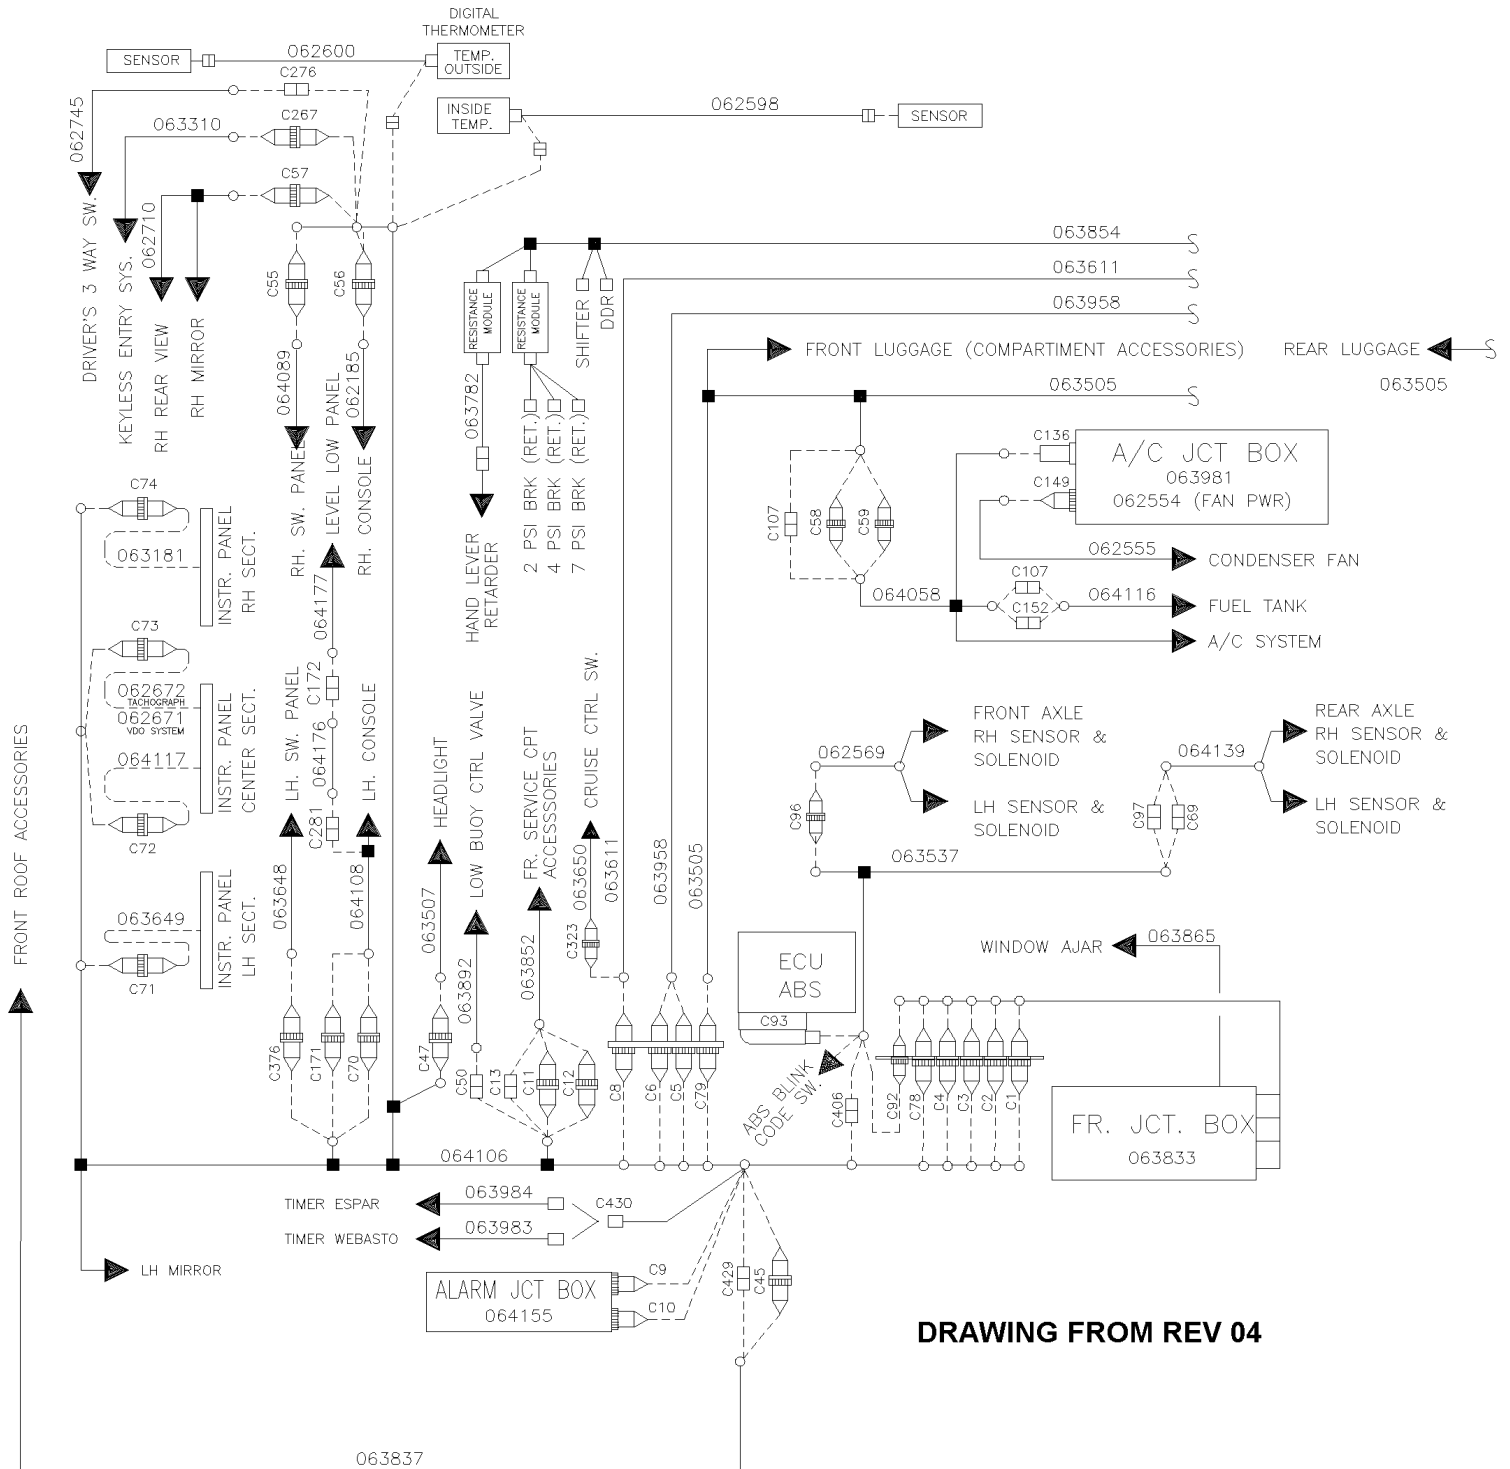 DIGITAL
THERMOMETER
SENSOR
062600
TEMP.
OUTSIDE
C276
062745
063310
C267
INSIDE
TEMP.
062598
SENSOR
C57
062710
DRIVER'S 3 WAY SW.
KEYLESS ENTRY SYS.
RH REAR VIEW
RH MIRROR
C55
C56
064089
062185
RH. SW. PANEL
LEVEL LOW PANEL
RH. CONSOLE
RESISTANCE
MODULE
RESISTANCE
MODULE
SHIFTER
DDR
063782
2 PSI BRK (RET.)
4 PSI BRK (RET.)
7 PSI BRK (RET.)
HAND LEVER
RETARDER
063854
063611
063958
FRONT LUGGAGE (COMPARTIMENT ACCESSORIES)
REAR LUGGAGE
063505
063505
C136
A/C JCT BOX
063981
062554 (FAN PWR)
C149
C107
C58
C59
062555
CONDENSER FAN
064058
C107
C152
064116
FUEL TANK
A/C SYSTEM
C74
063181
INSTR. PANEL
RH SECT.
C73
062672
TACHOGRAPH
062671
VDO SYSTEM
064117
INSTR. PANEL
CENTER SECT.
C72
063649
INSTR. PANEL
LH SECT.
C71
FRONT ROOF ACCESSORIES
064177
C172
064176
C281
LH. SW. PANEL
LH. CONSOLE
063648
064108
C376
C171
C70
HEADLIGHT
063507
C47
LOW BUOY CTRL VALVE
063892
C50
FR. SERVICE CPT
ACCESSSORIES
063852
C13
C11
C12
CRUISE CTRL SW.
063650
C323
063611
063958
063505
C8
C6
C5
C79
062569
FRONT AXLE
RH SENSOR &
SOLENOID
LH SENSOR &
SOLENOID
C96
064139
REAR AXLE
RH SENSOR &
SOLENOID
LH SENSOR &
SOLENOID
C97
C69
063537
ECU
ABS
C93
ABS BLINK
CODE SW.
C406
WINDOW AJAR
063865
C92
C78
C4
C3
C2
C1
FR. JCT. BOX
063833
064106
TIMER ESPAR
063984
C430
TIMER WEBASTO
063983
LH MIRROR
ALARM JCT BOX
064155
C9
C10
C429
C45
DRAWING FROM REV 04
063837